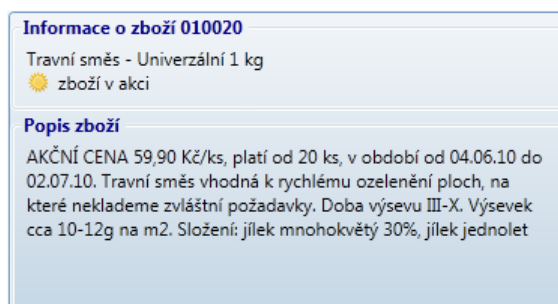 Informace o zboží 010020
Travní směs - Univerzální 1 kg
zboží v akci
Popis zboží
AKČNÍ CENA 59,90 Kč/ks, platí od 20 ks, v období od 04.06.10 do
02.07.10. Travní směs vhodná k rychlému ozelenění ploch, na
které neklademe zvláštní požadavky. Doba výsevu III-X. Výsevek
cca 10-12g na m2. Složení: jílek mnohokvětý 30%, jílek jednolet